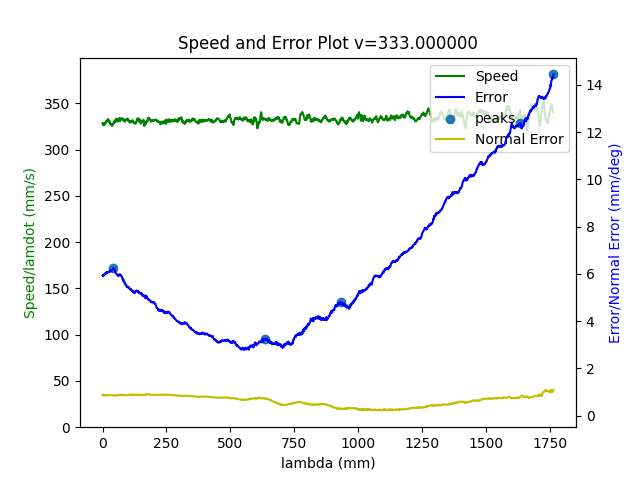 Speed and Error Plot v=333.000000
Speed
Error
peaks
Normal Error
350
300
250
200
150
100
50
0
14
12
10
8
6
4
2
0
0 250 500 750 1000 1250 1500 1750
lambda (mm)
Speed/lamdot (mm/s)
Error/Normal Error (mm/deg)